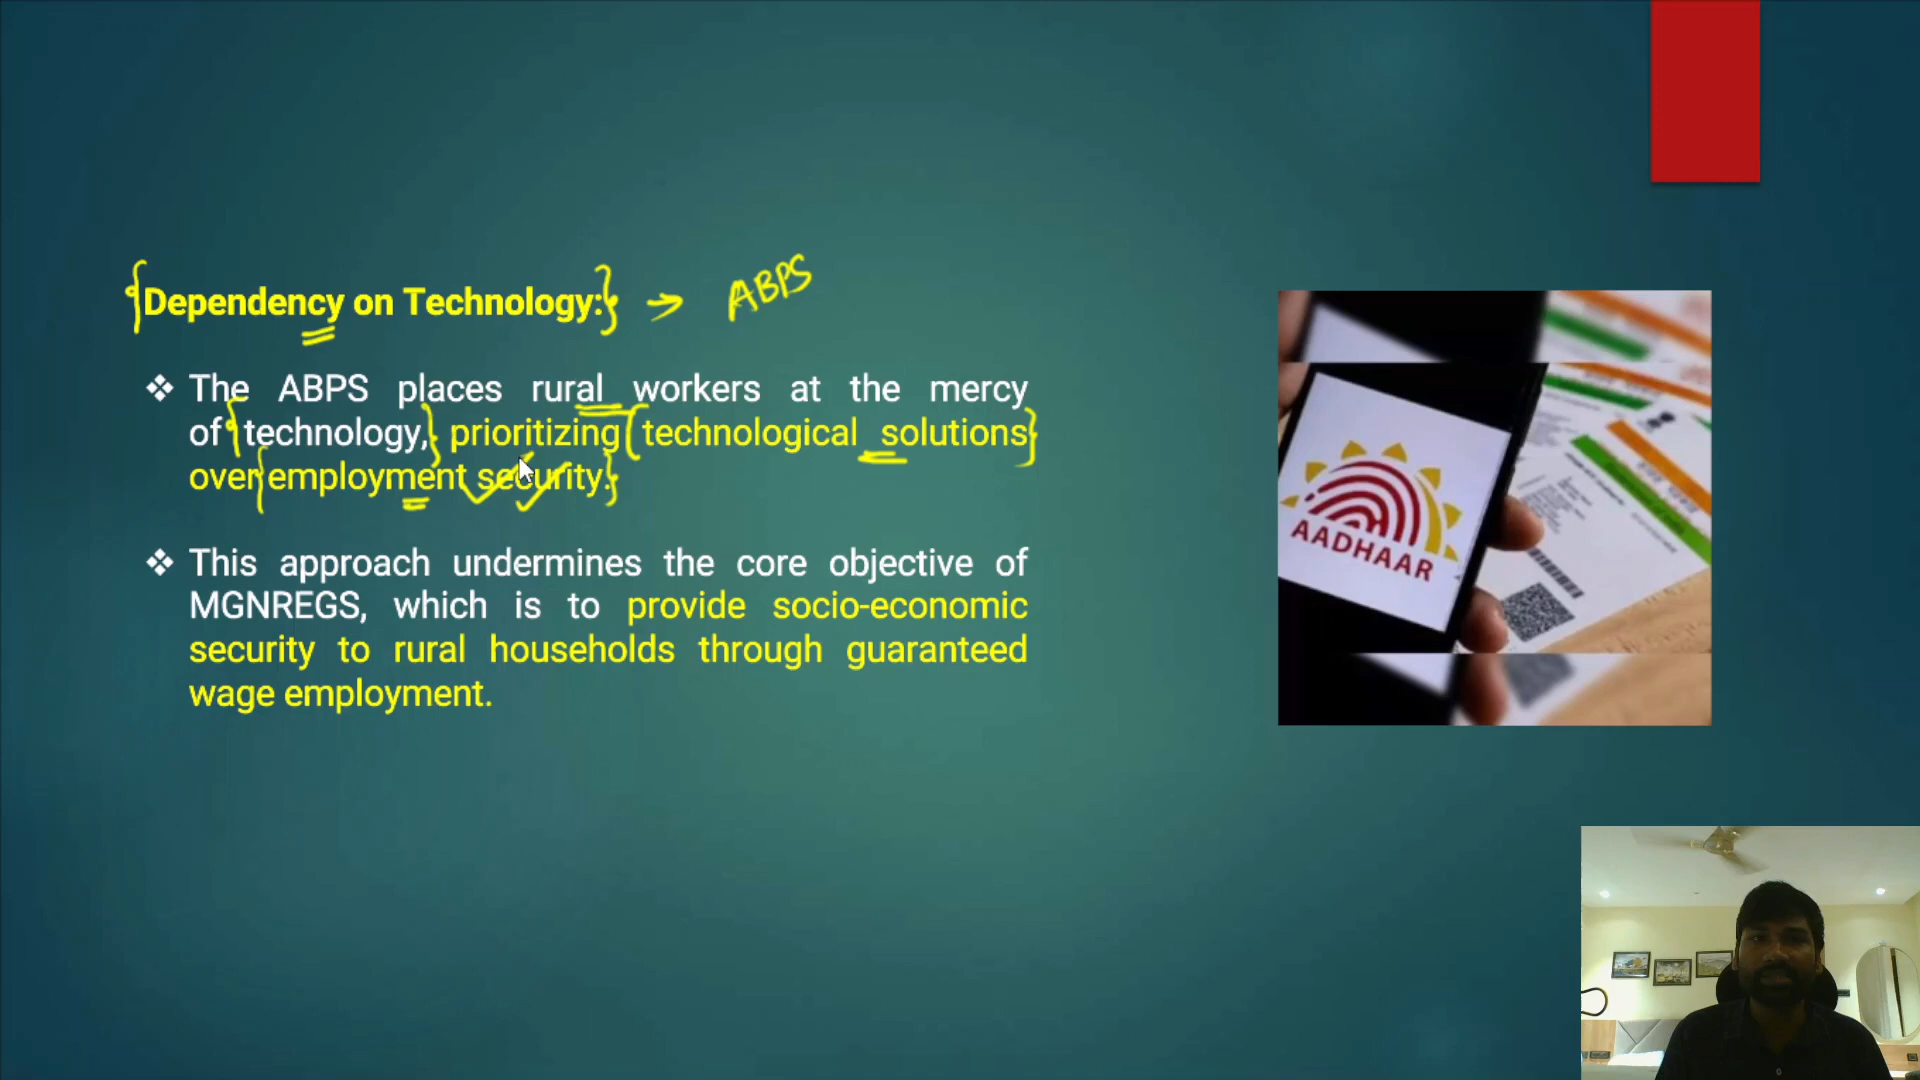 Dependency on Technology: → ABPS
❖ The ABPS places rural workers at the mercy
of technology, prioritizing technological solutions
over employment security.
❖ This approach undermines the core objective of
MGNREGS, which is to provide socio-economic
security to rural households through guaranteed
wage employment.
AADHAAR